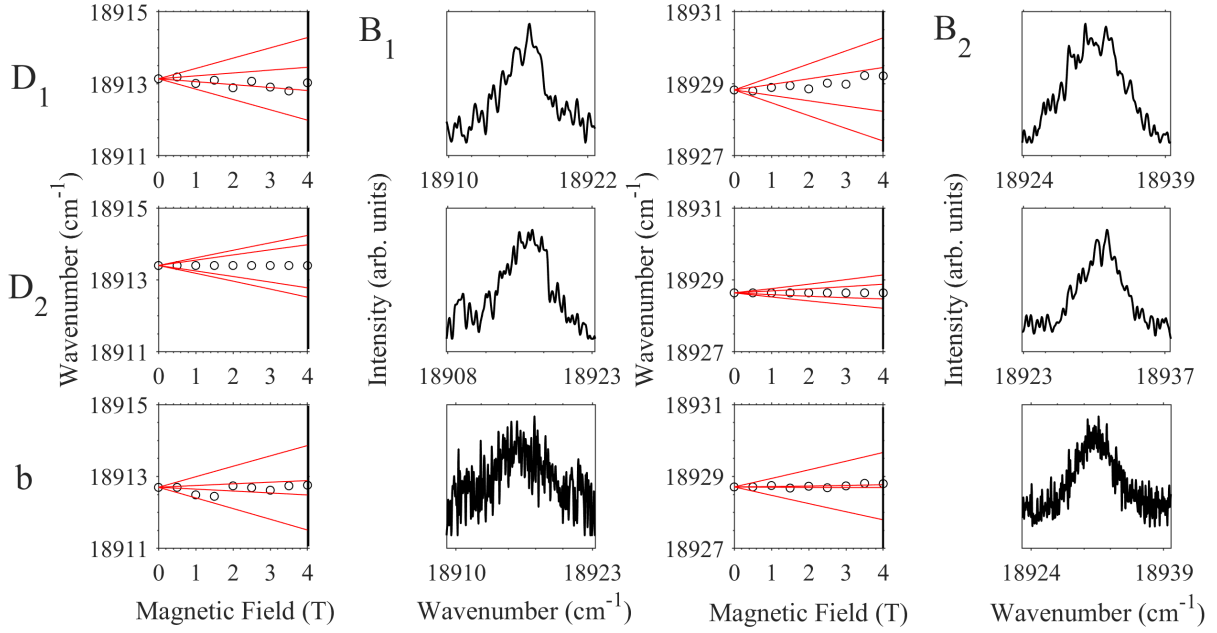 B₁ B₂
D₁
18915
18913
18911
0 1 2 3 4
18910 18922
18931
18929
18927
0 1 2 3 4
18924 18939
D₂
Wavenumber (cm⁻¹)
18915
18913
18911
0 1 2 3 4
Intensity (arb. units)
18908 18923
Wavenumber (cm⁻¹)
18931
18929
18927
0 1 2 3 4
Intensity (arb. units)
18923 18937
b
18915
18913
18911
0 1 2 3 4
18910 18923
18931
18929
18927
0 1 2 3 4
18924 18939
Magnetic Field (T) Wavenumber (cm⁻¹) Magnetic Field (T) Wavenumber (cm⁻¹)